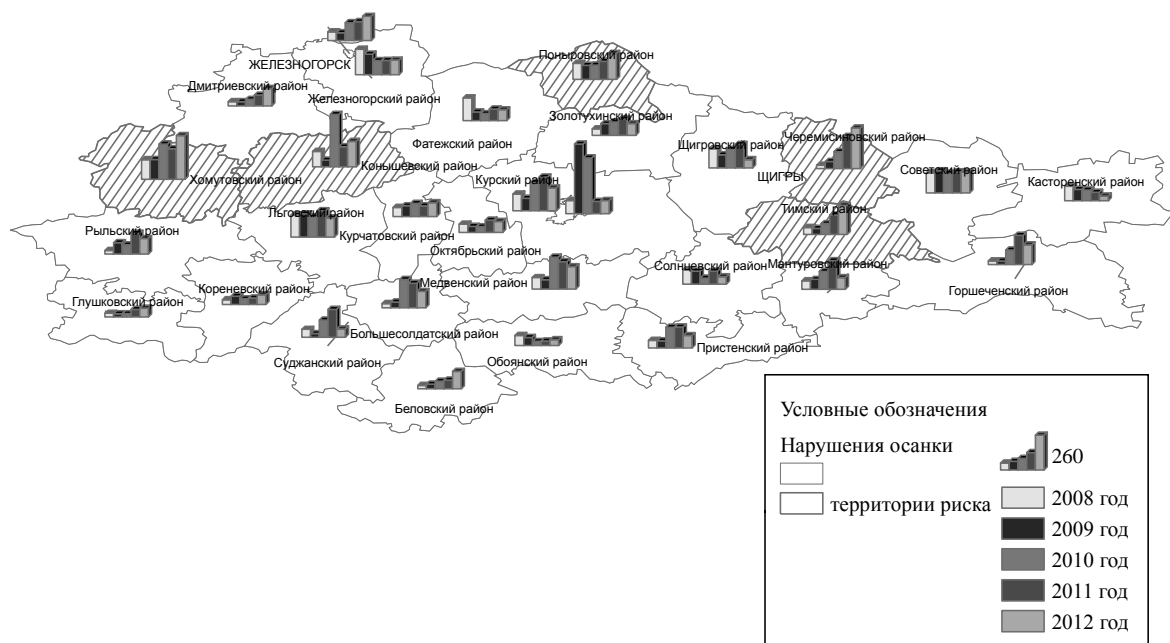 ЖЕЛЕЗНОГОРСК
Поныровский район
Дмитриевский район
Железногорский район
Золотухинский район
Фатежский район
Щигровский район
Черемисиновский район
Хомутовский район
Конышевский район
Курский район
ЩИГРЫ
Советский район
Касторенский район
Льговский район
Тимский район
Рыльский район
Курчатовский район
Октябрьский район
Солнцевский район
Мантуровский район
Глушковский район
Кореневский район
Медвенский район
Горшеченский район
Большесолдатский район
Суджанский район
Обоянский район
Пристенский район
Беловский район
Условные обозначения
Нарушения осанки
260
территории риска
2008 год
2009 год
2010 год
2011 год
2012 год